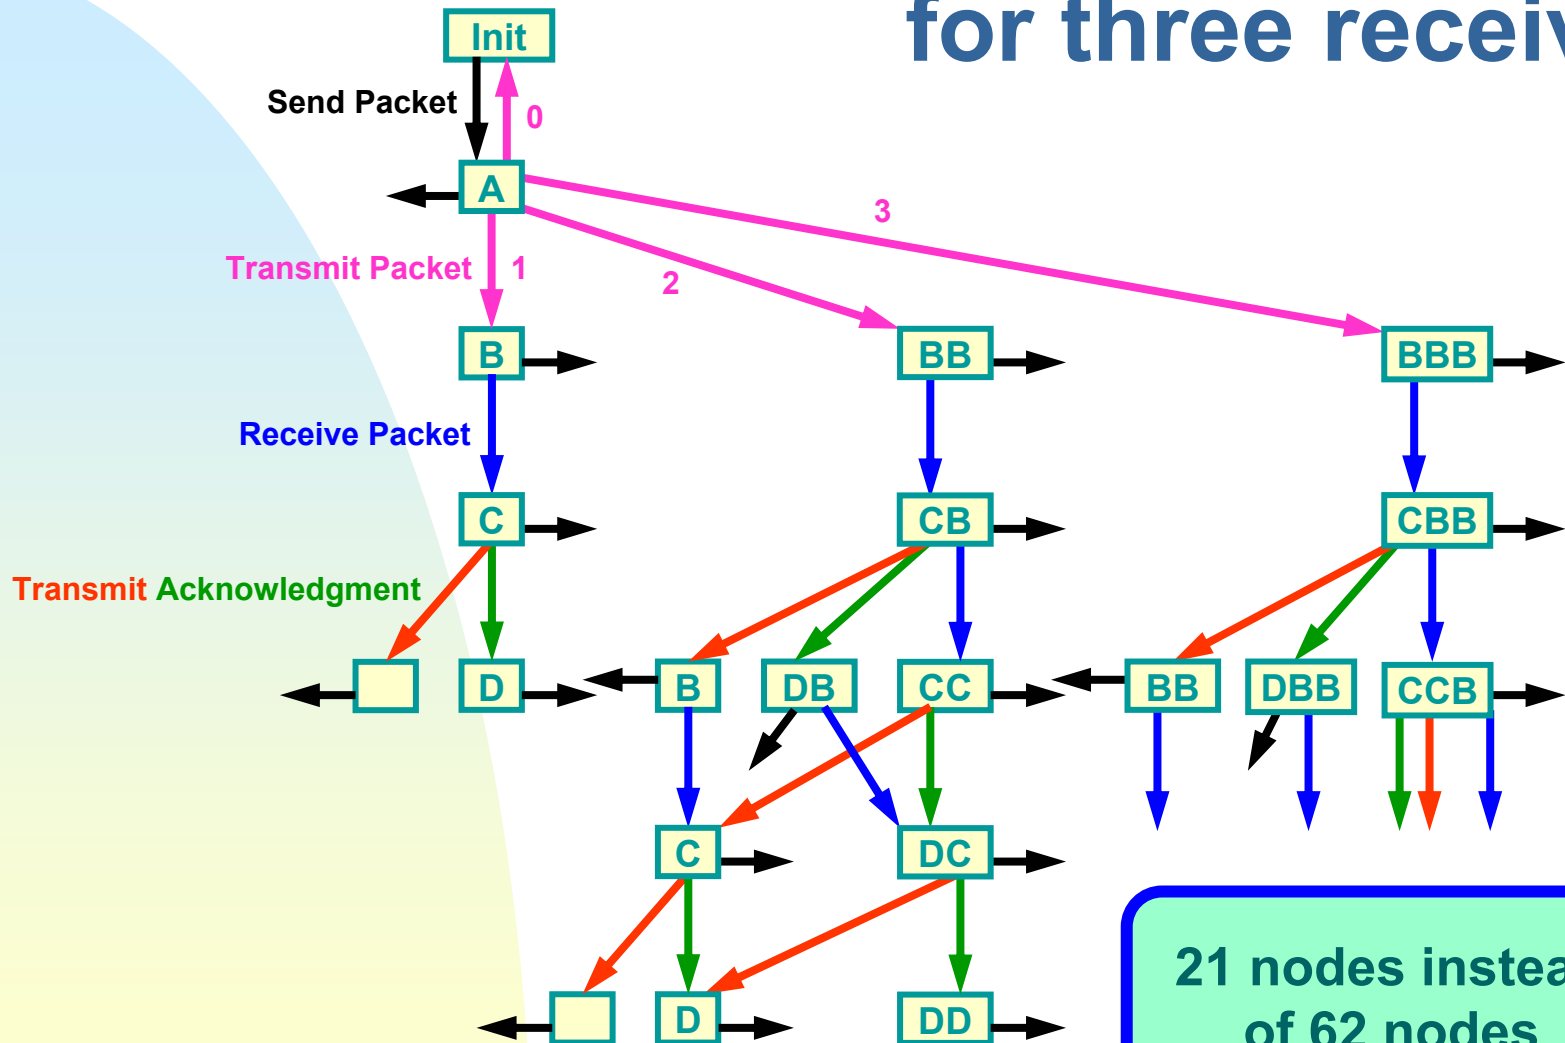 for three receiv
Init
Send Packet
0
A
3
Transmit Packet
1
2
B
BB
BBB
Receive Packet
C
CB
CBB
Transmit Acknowledgment
D
B
DB
CC
BB
DBB
CCB
C
DC
21 nodes instea
of 62 nodes
D
DD